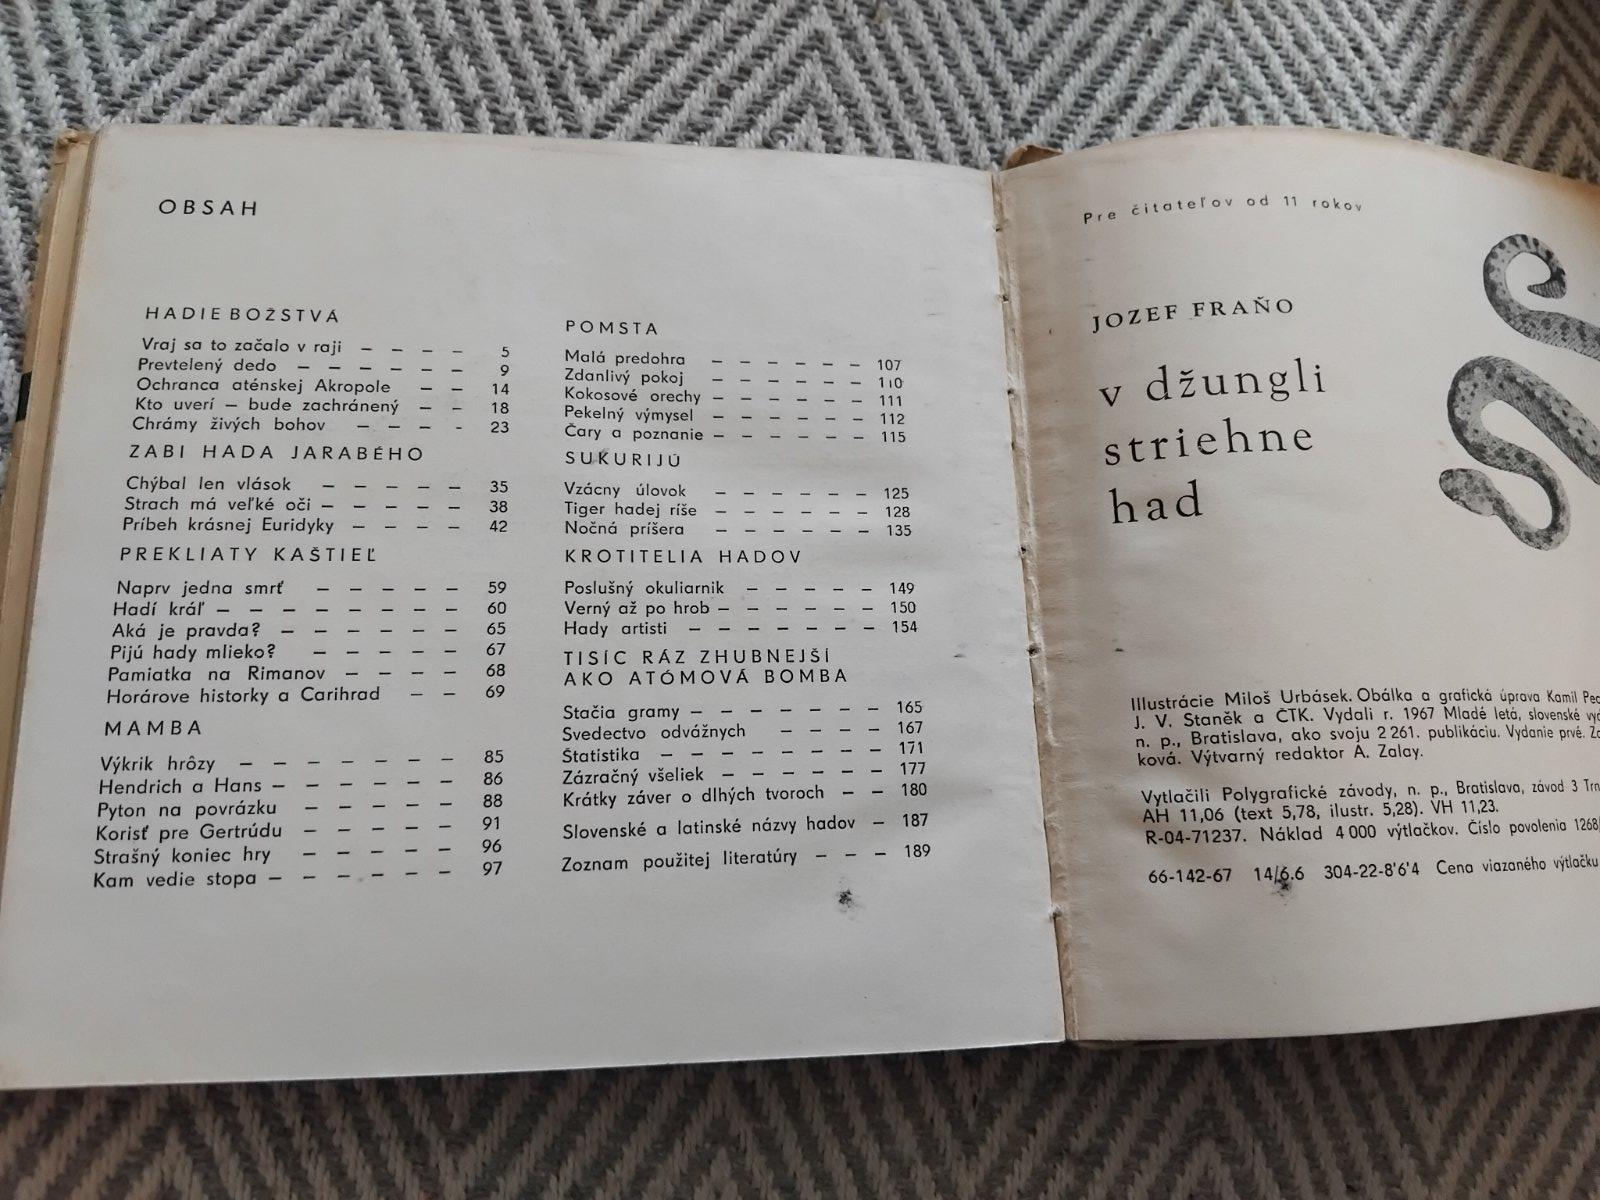 OBSAH
HADIE BOŽSTVÁ
Vraj sa to začalo v raji – – – – 5
Prevtelený dedo – – – – – – 9
Ochranca aténskej Akropole – – 14
Kto uverí – bude zachránený – – 18
Chrámy živých bohov – – – - 23
ZABI HADA JARABÉHO
Chýbal len vlások – – – – – 35
Strach má veľké oči – – – – – 38
Príbeh krásnej Euridyky – – – – 42
PREKLIATY KAŠTIEĽ
Naprv jedna smrť – – – – – 59
Hadí kráľ – – – – – – – – 60
Aká je pravda? – – – – – – 65
Pijú hady mlieko? – – – – – 67
Pamiatka na Rimanov – – – – 68
Horárove historky a Carihrad – – 69
MAMBA
Výkrik hrôzy – – – – – – – 85
Hendrich a Hans – – – – – – 86
Pyton na povrázku – – – – – 88
Korisť pre Gertrúdu – – – – – 91
Strašný koniec hry – – – – – 96
Kam vedie stopa – – – – – – 97
POMSTA
Malá predohra – – – – – 107
Zdanlivý pokoj – – – – – 110
Kokosové orechy – – – – – 111
Pekelný výmysel – – – – – 112
Čary a poznanie – – – – – 115
SUKURIJÚ
Vzácny úlovok – – – – – 125
Tiger hadej ríše – – – – – 128
Nočná príšera – – – – – 135
KROTITELIA HADOV
Poslušný okuliarnik – – – – 149
Verný až po hrob – – – – – 150
Hady artisti – – – – – – 154
TISÍC RÁZ ZHUBNEJŠÍ
AKO ATÓMOVÁ BOMBA
Stačia gramy – – – – – – – 165
Svedectvo odvážnych – – – – 167
Štatistika – – – – – – – 171
Zázračný všeliek – – – – – 177
Krátky záver o dlhých tvoroch – – 180
Slovenské a latinské názvy hadov – 187
Zoznam použitej literatúry – – – 189
Pre čitateľov od 11 rokov
JOZEF FRAŇO
v džungli
striehne
had
Illustrácie Miloš Urbásek. Obálka a grafická úprava Kamil
J. V. Staněk a ČTK. Vydali r. 1967 Mladé letá, slovenské
n. p., Bratislava, ako svoju 2 261. publikáciu. Vydanie prvé.
ková. Výtvarný redaktor A. Zalay.
Vytlačili Polygrafické závody, n. p., Bratislava, závod 3
AH 11,06 (text 5,78, ilustr. 5,28). VH 11,23.
R-04-71237. Náklad 4 000 výtlačkov. Číslo povolenia 1268/
66-142-67 14/6.6 304-22-8'6'4 Cena viazaného výtlačku